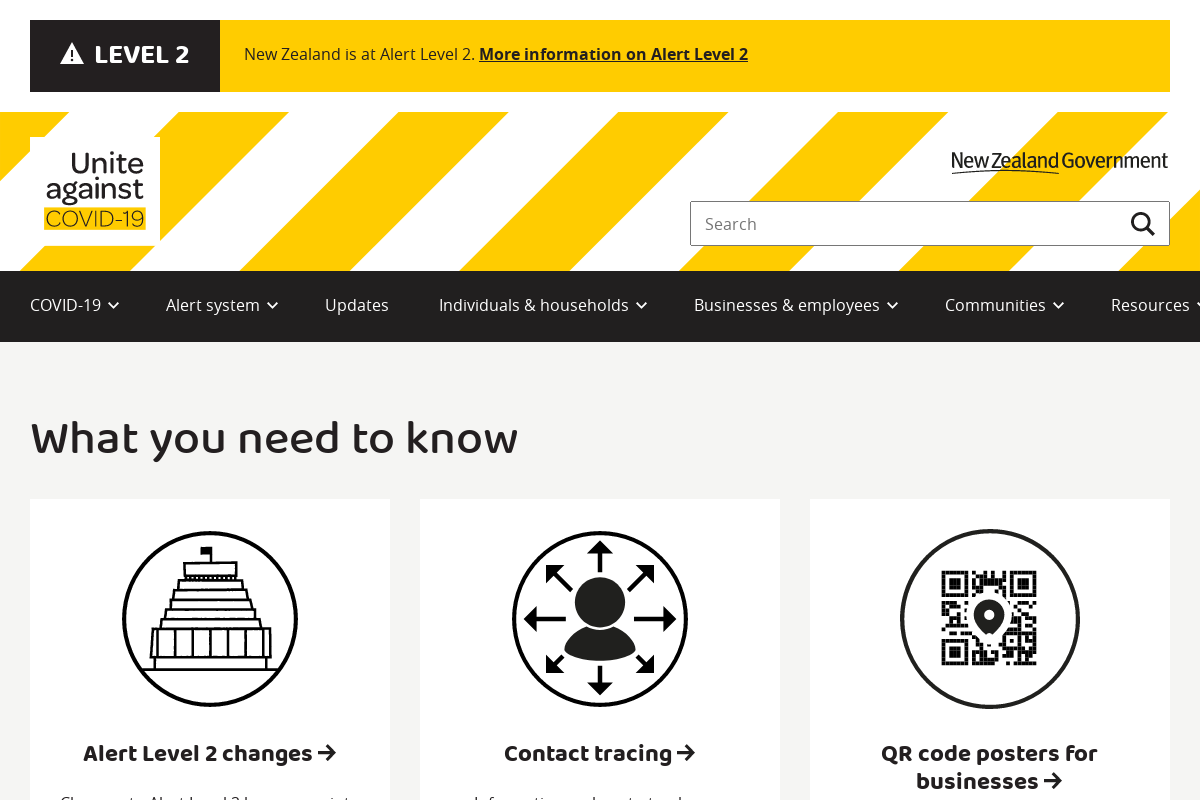 LEVEL 2
New Zealand is at Alert Level 2. More information on Alert Level 2
Unite
against
COVID-19
New Zealand Government
Search
COVID-19 Alert system Updates Individuals & households Businesses & employees Communities Resources
What you need to know
Alert Level 2 changes →
Contact tracing →
QR code posters for
businesses →